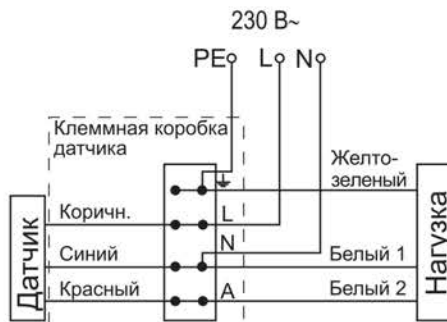 230 В~
PE L N
Клеммная коробка
датчика
Желто-
зеленый
Коричн.
L
N
Синий
Белый 1
Красный
A
Белый 2
Датчик
Нагрузка